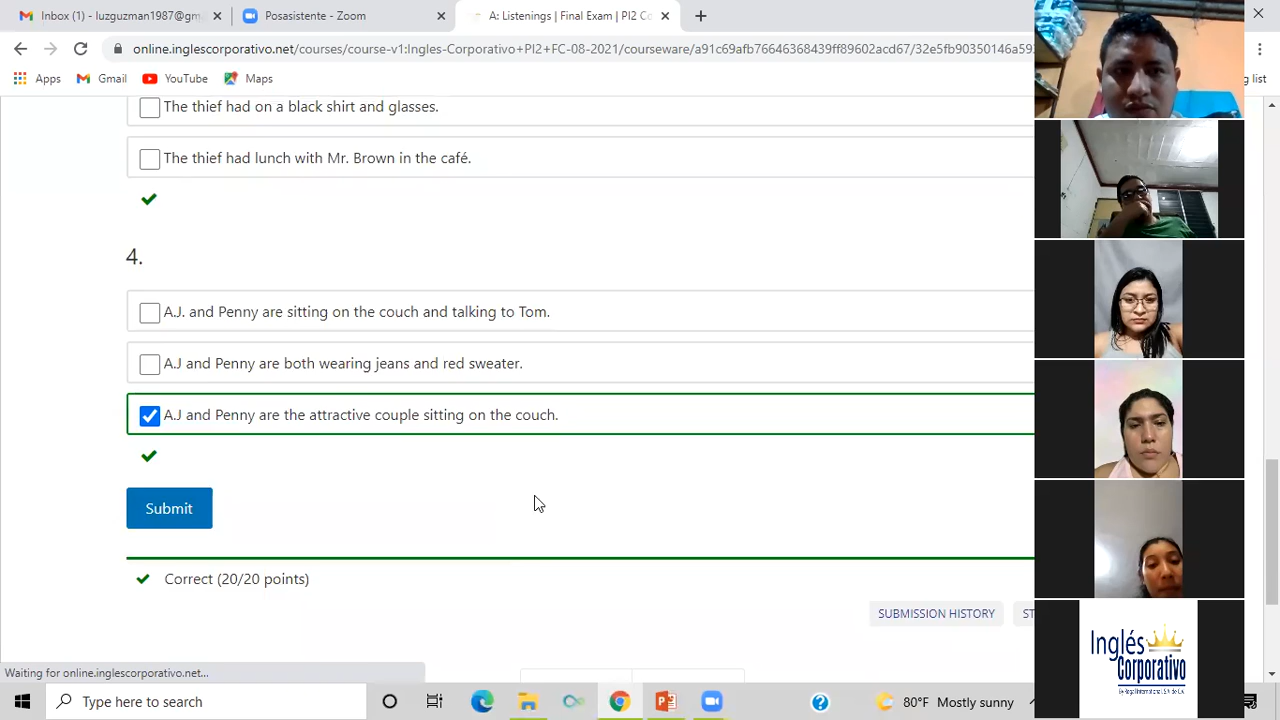 Inbox (1) - luzguzman1987@gm
Posasistente - Zoom
A: Listenings | Final Exam | PI2 Co
online.inglescorporativo.net/courses/course-v1:Ingles-Corporativo+PI2+FC-08-2021/courseware/
Apps
Gmail
YouTube
Maps
g list
The thief had on a black shirt and glasses.
The thief had lunch with Mr. Brown in the café.
4.
A.J. and Penny are sitting on the couch and talking to Tom.
A.J and Penny are both wearing jeans and red sweater.
A.J and Penny are the attractive couple sitting on the couch.
Submit
Correct (20/20 points)
SUBMISSION HISTORY
ST
Waiting for online.inglescorporativo.net...
Type here to search
80°F Mostly sunny
Inglés
Corporativo